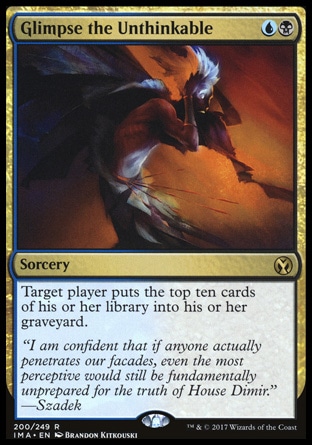 Glimpse the Unthinkable
Sorcery
Target player puts the top ten cards
of his or her library into his or her
graveyard.
“I am confident that if anyone actually
penetrates our facades, even the most
perceptive would still be fundamentally
unprepared for the truth of House Dimir.”
—Szadek
200/249 R
IMA • EN Brandon Kitkouski
™ & © 2017 Wizards of the Coast